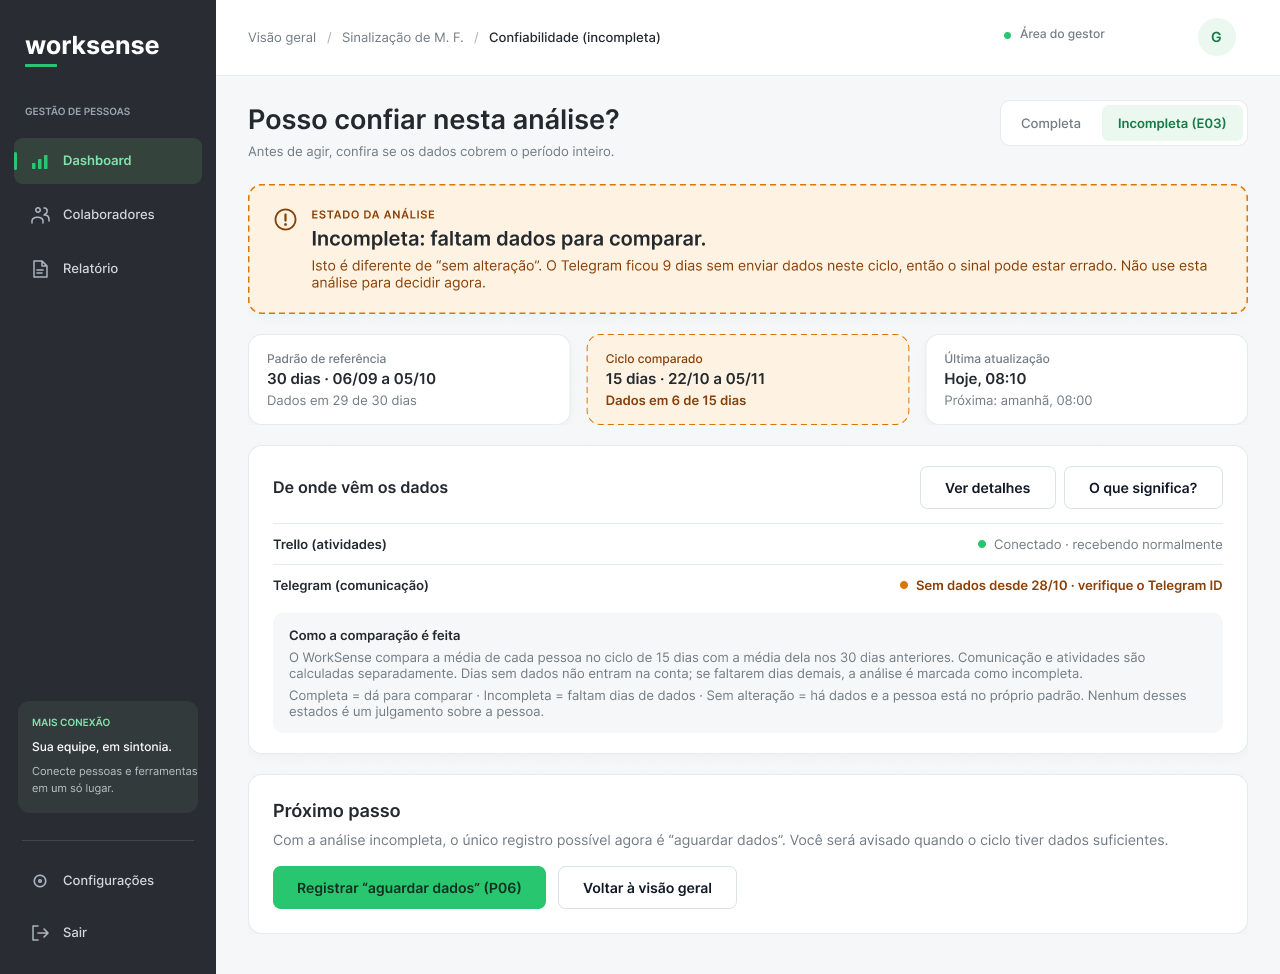 worksense
GESTÃO DE PESSOAS
Dashboard
Colaboradores
Relatório
MAIS CONEXÃO
Sua equipe, em sintonia.
Conecte pessoas e ferramentas
em um só lugar.
Configurações
Sair
Visão geral / Sinalização de M. F. / Confiabilidade (incompleta)
Área do gestor
G
Posso confiar nesta análise?
Antes de agir, confira se os dados cobrem o período inteiro.
Completa
Incompleta (E03)
ESTADO DA ANÁLISE
Incompleta: faltam dados para comparar.
Isto é diferente de “sem alteração”. O Telegram ficou 9 dias sem enviar dados neste ciclo, então o sinal pode estar errado. Não use esta
análise para decidir agora.
Padrão de referência
30 dias · 06/09 a 05/10
Dados em 29 de 30 dias
Ciclo comparado
15 dias · 22/10 a 05/11
Dados em 6 de 15 dias
Última atualização
Hoje, 08:10
Próxima: amanhã, 08:00
De onde vêm os dados
Ver detalhes
O que significa?
Trello (atividades)
Conectado · recebendo normalmente
Telegram (comunicação)
Sem dados desde 28/10 · verifique o Telegram ID
Como a comparação é feita
O WorkSense compara a média de cada pessoa no ciclo de 15 dias com a média dela nos 30 dias anteriores. Comunicação e atividades são
calculadas separadamente. Dias sem dados não entram na conta; se faltarem dias demais, a análise é marcada como incompleta.
Completa = dá para comparar · Incompleta = faltam dias de dados · Sem alteração = há dados e a pessoa está no próprio padrão. Nenhum desses
estados é um julgamento sobre a pessoa.
Próximo passo
Com a análise incompleta, o único registro possível agora é “aguardar dados”. Você será avisado quando o ciclo tiver dados suficientes.
Registrar “aguardar dados” (P06)
Voltar à visão geral